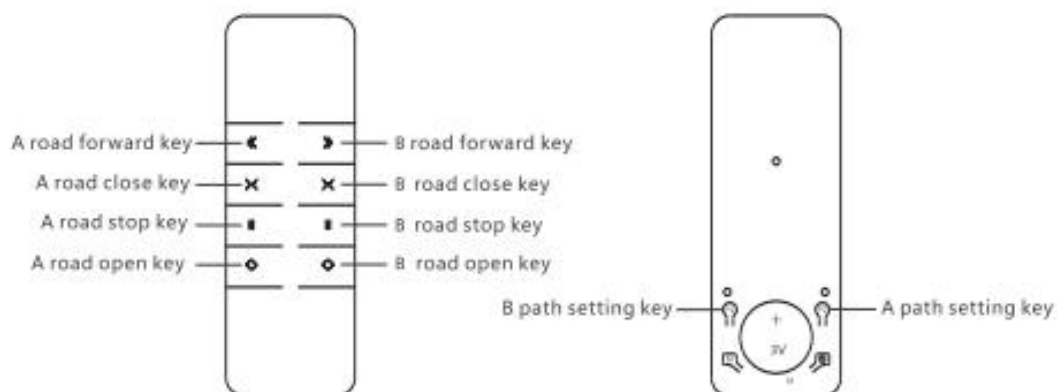 A road forward key
B road forward key
A road close key
B road close key
A road stop key
B road stop key
A road open key
B road open key
B path setting key
A path setting key
+
3V